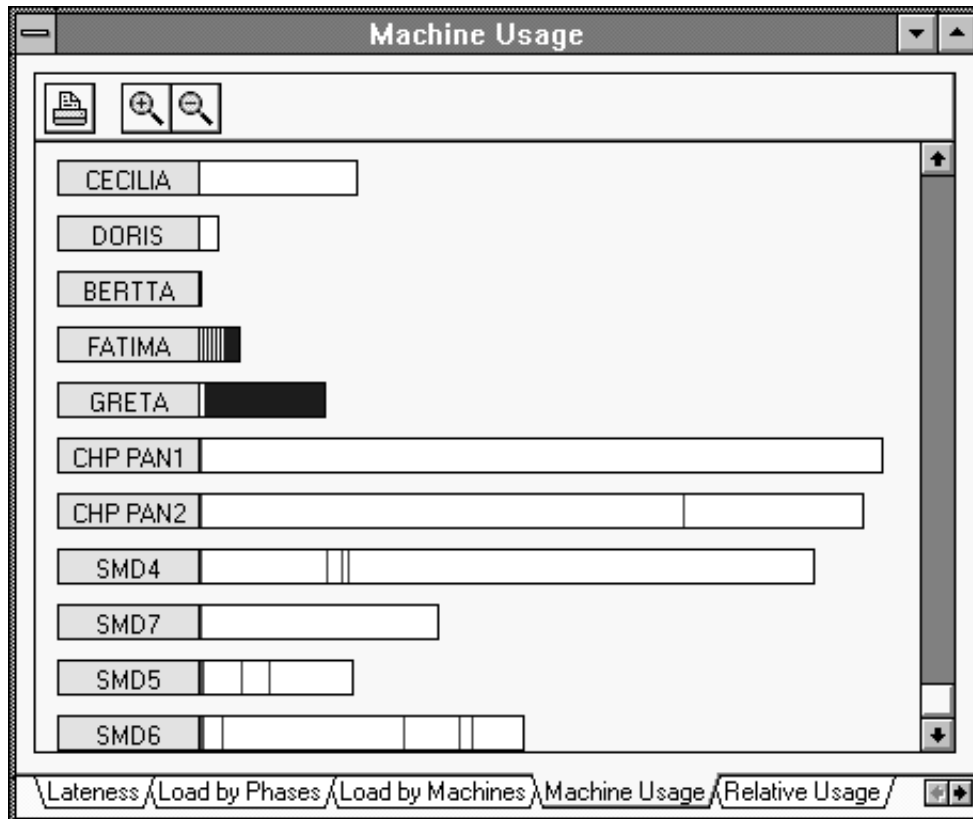 Machine Usage
CECILIA
DORIS
BERTTA
FATIMA
GRETA
CHP PAN1
CHP PAN2
SMD4
SMD7
SMD5
SMD6
Lateness Load by Phases Load by Machines Machine Usage Relative Usage